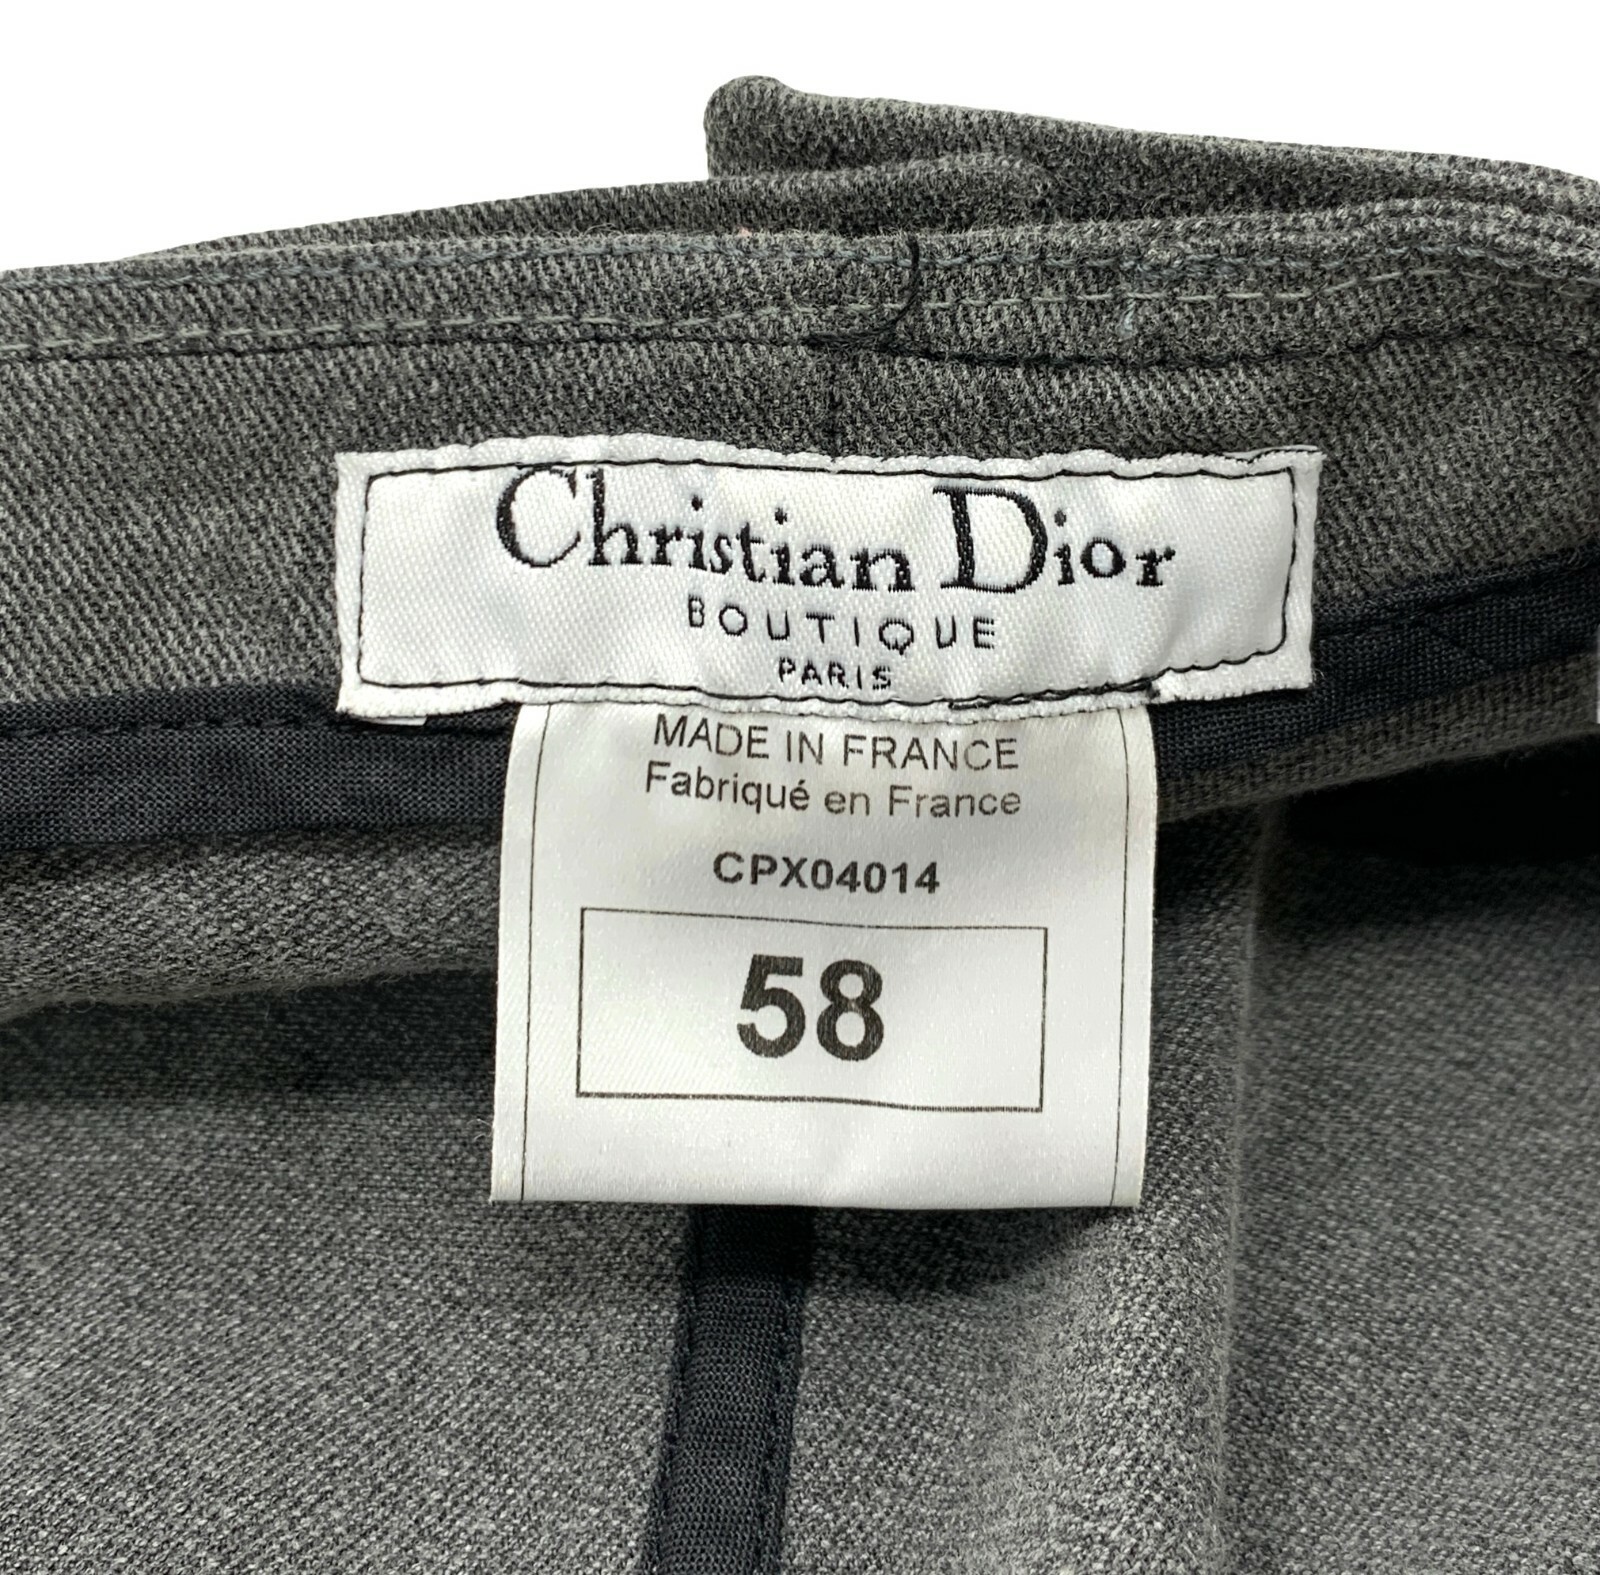 Christian Dior
BOUTIQUE
PARIS
MADE IN FRANCE
Fabriqué en France
CPX04014
58